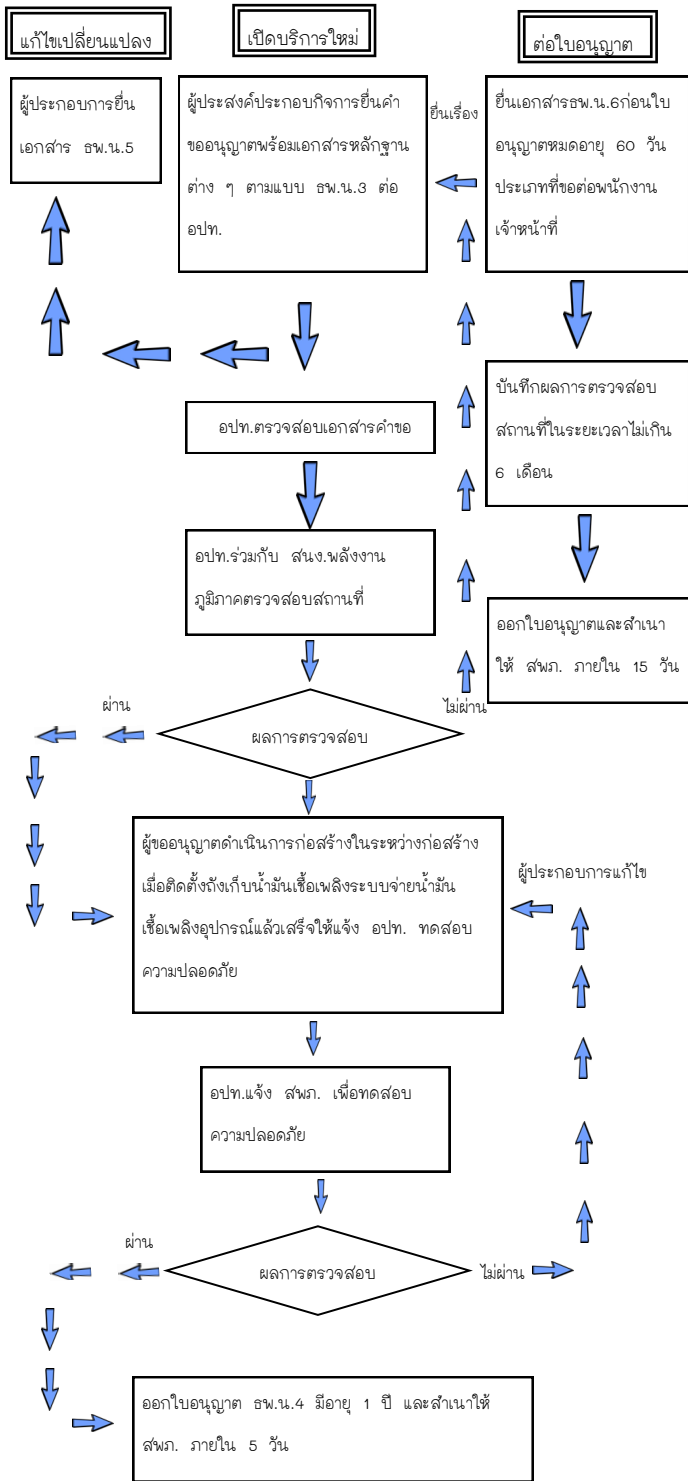 แก้ไขเปลี่ยนแปลง
เปิดบริการใหม่
ต่อใบอนุญาต
ผู้ประกอบการยื่น
เอกสาร ธพ.น.5
ผู้ประสงค์ประกอบกิจการยื่นคำ
ขออนุญาตพร้อมเอกสารหลักฐาน
ต่าง ๆ ตามแบบ ธพ.น.3 ต่อ
อปท.
ยื่นเรื่อง
ยื่นเอกสารธพ.น.6ก่อนใบ
อนุญาตหมดอายุ 60 วัน
ประเภทที่ขอต่อพนักงาน
เจ้าหน้าที่
อปท.ตรวจสอบเอกสารคำขอ
บันทึกผลการตรวจสอบ
สถานที่ในระยะเวลาไม่เกิน
6 เดือน
อปท.ร่วมกับ สนง.พลังงาน
ภูมิภาคตรวจสอบสถานที่
ออกใบอนุญาตและสำเนา
ให้ สพภ. ภายใน 15 วัน
ผ่าน
ผลการตรวจสอบ
ไม่ผ่าน
ผู้ขออนุญาตดำเนินการก่อสร้างในระหว่างก่อสร้าง
เมื่อติดตั้งถังเก็บน้ำมันเชื้อเพลิงระบบจ่ายน้ำมัน
เชื้อเพลิงอุปกรณ์แล้วเสร็จให้แจ้ง อปท. ทดสอบ
ความปลอดภัย
ผู้ประกอบการแก้ไข
อปท.แจ้ง สพภ. เพื่อทดสอบ
ความปลอดภัย
ผ่าน
ผลการตรวจสอบ
ไม่ผ่าน
ออกใบอนุญาต ธพ.น.4 มีอายุ 1 ปี และสำเนาให้
สพภ. ภายใน 5 วัน